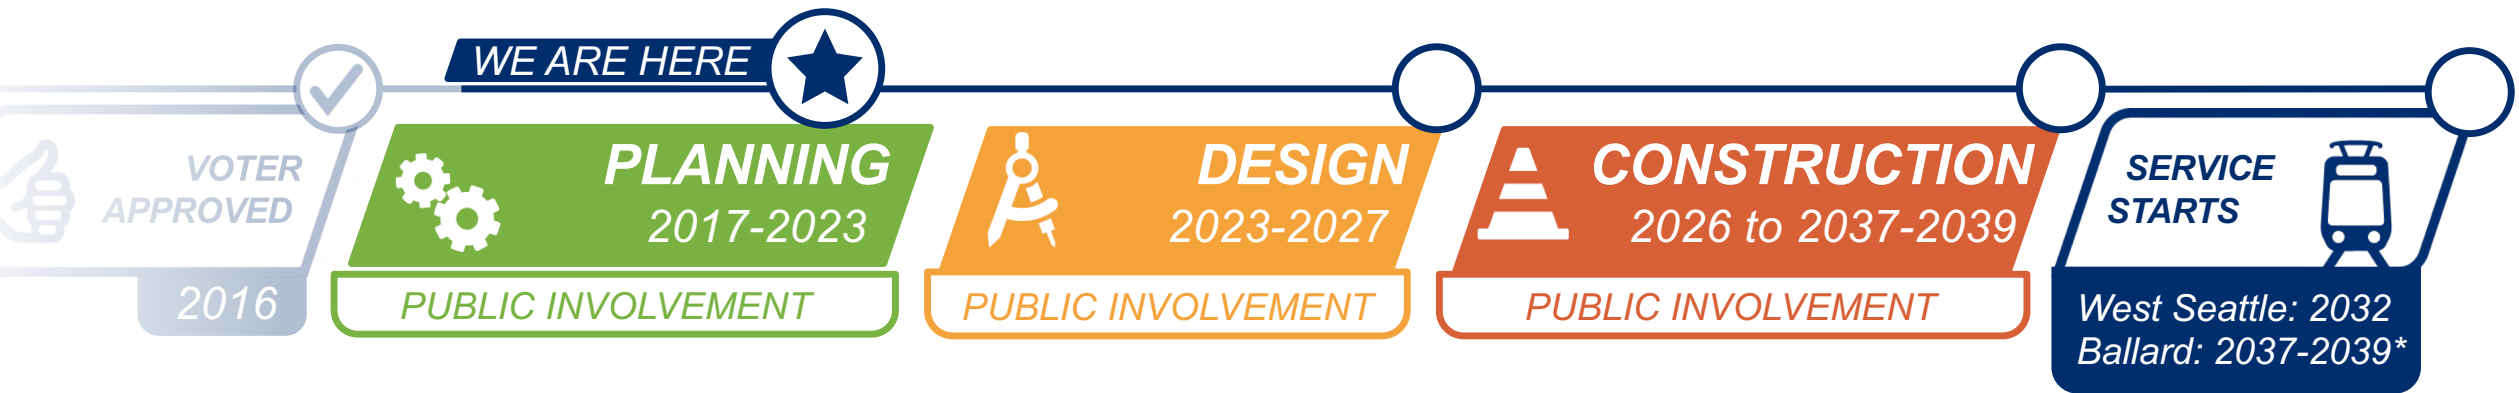 WE ARE HERE
VOTER
APPROVED
2016
PLANNING
2017-2023
PUBLIC INVOLVEMENT
DESIGN
2023-2027
PUBLIC INVOLVEMENT
CONSTRUCTION
2026 to 2037-2039
PUBLIC INVOLVEMENT
SERVICE
STARTS
West Seattle: 2032
Ballard: 2037-2039*